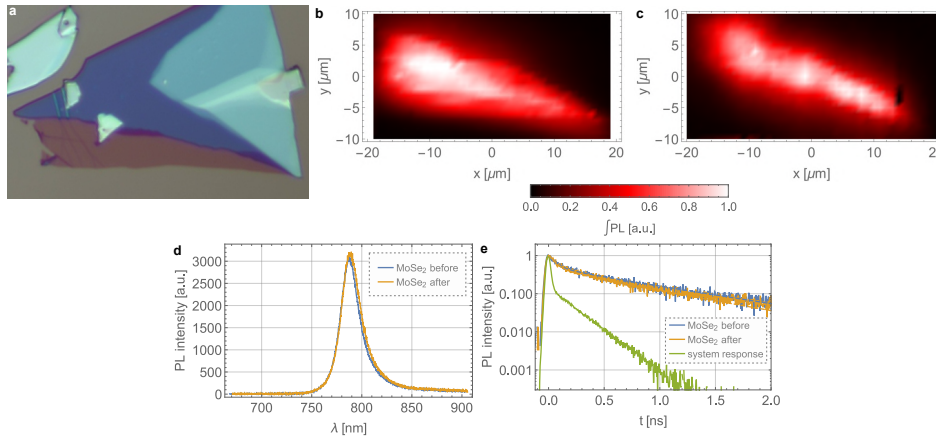 a
b
10
5
0
−5
−10
y [μm]
−10
0
10
20
x [μm]
c
10
5
0
−5
−10
y [μm]
−20
−10
0
10
20
x [μm]
0.0
0.2
0.4
0.6
0.8
1.0
∫PL [a.u.]
d
3000
2500
2000
1500
1000
500
0
PL intensity [a.u.]
MoSe₂ before
MoSe₂ after
700
750
800
850
900
λ [nm]
e
1
0.100
0.010
0.001
PL intensity [a.u.]
MoSe₂ before
MoSe₂ after
system response
0.0
0.5
1.0
1.5
2.0
t [ns]